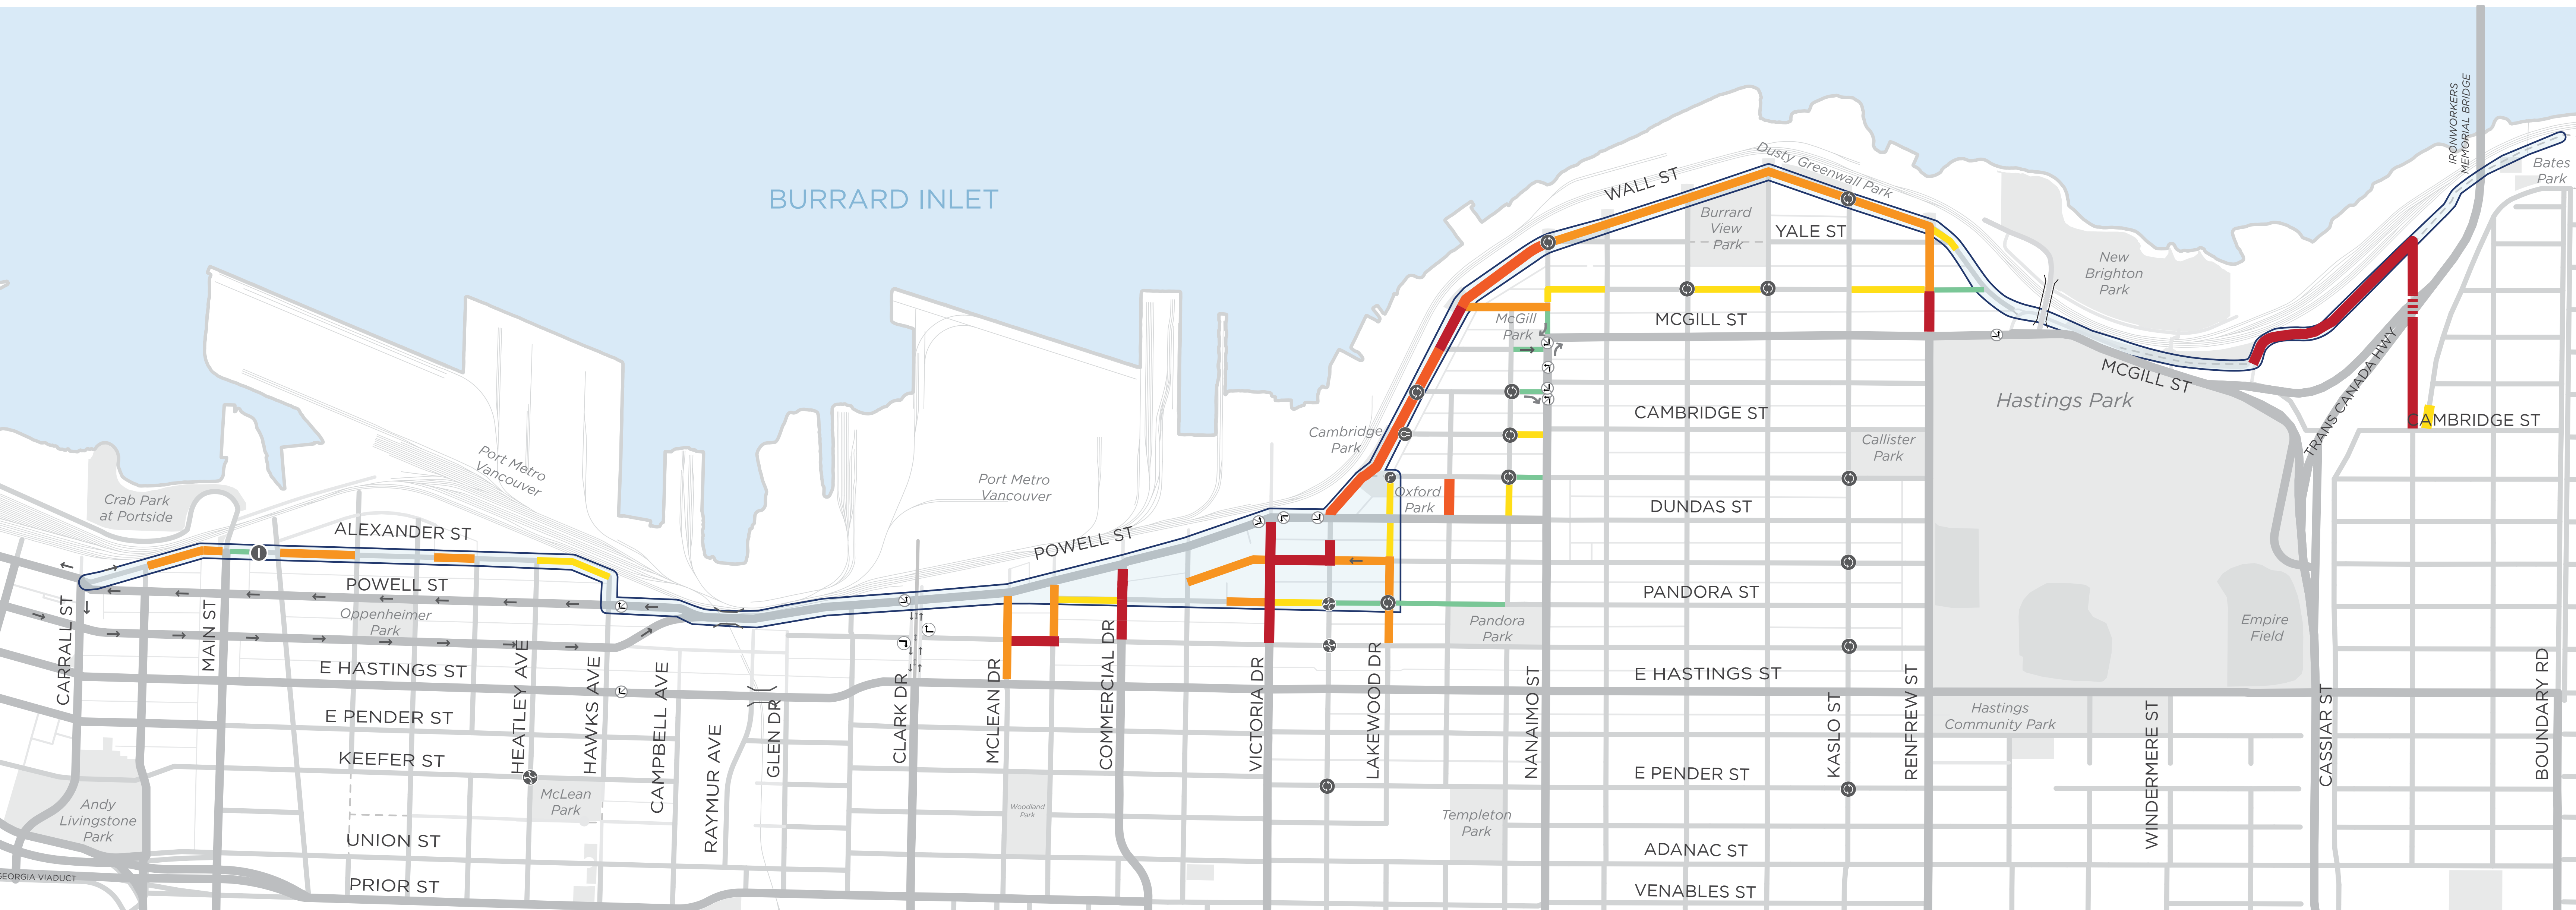 IRONWORKERS
MEMORIAL BRIDGE
BURRARD INLET
WALL ST
Dusty Greenwall Park
Bates
Park
Burrard
View
Park
YALE ST
New
Brighton
Park
McGill
Park
MCGILL ST
MCGILL ST
TRANS CANADA HWY
Hastings Park
CAMBRIDGE ST
CAMBRIDGE ST
Cambridge
Park
Callister
Park
Port Metro
Vancouver
Port Metro
Vancouver
Crab Park
at Portside
Oxford
Park
DUNDAS ST
ALEXANDER ST
POWELL ST
POWELL ST
PANDORA ST
Oppenheimer
Park
Pandora
Park
Empire
Field
CARRALL ST
MAIN ST
E HASTINGS ST
E HASTINGS ST
HEATLEY AVE
HAWKS AVE
CAMPBELL AVE
RAYMUR AVE
GLEN DR
CLARK DR
MCLEAN DR
COMMERCIAL DR
VICTORIA DR
LAKEWOOD DR
NANAIMO ST
KASLO ST
RENFREW ST
WINDERMERE ST
CASSIAR ST
BOUNDARY RD
E PENDER ST
Hastings
Community Park
KEEFER ST
E PENDER ST
McLean
Park
Andy
Livingstone
Park
Woodland
Park
Templeton
Park
UNION ST
ADANAC ST
GEORGIA VIADUCT
PRIOR ST
VENABLES ST